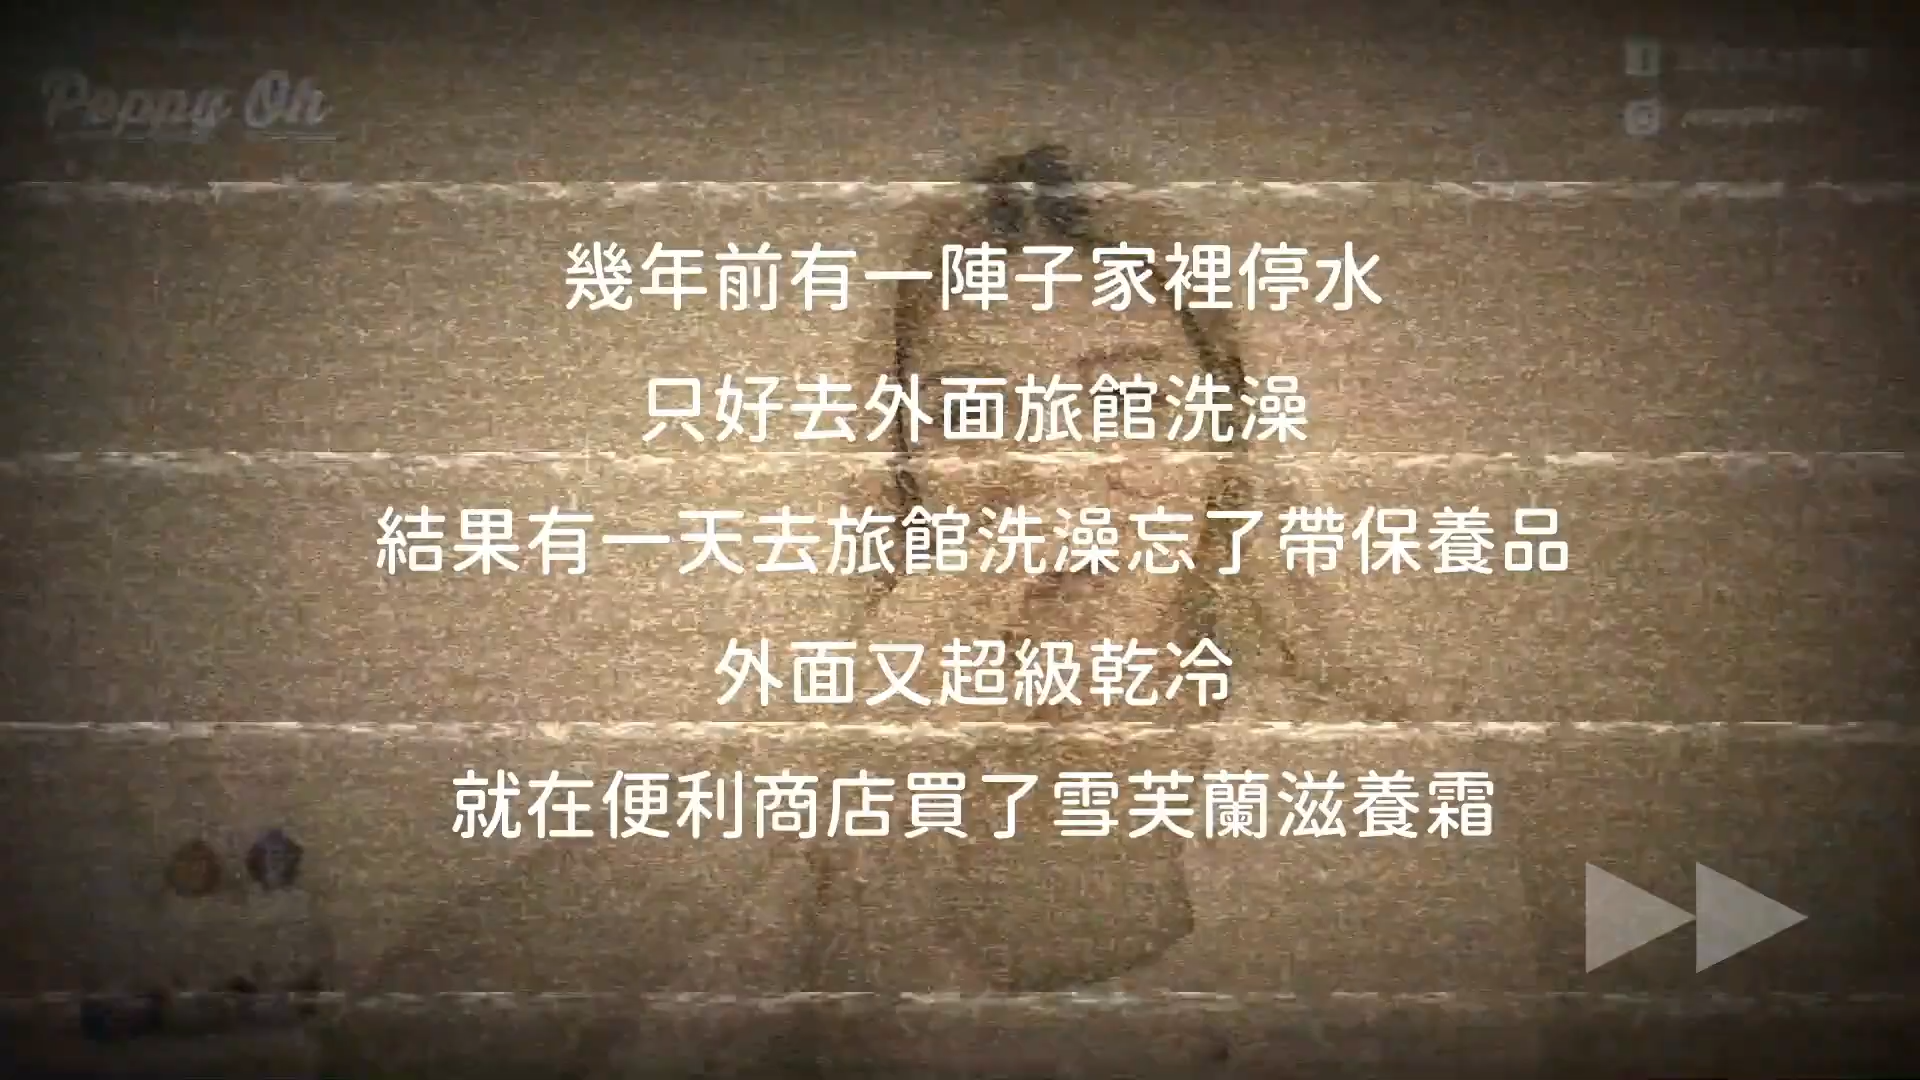 Poppy Oh
幾年前有一陣子家裡停水
只好去外面旅館洗澡
結果有一天去旅館洗澡忘了帶保養品
外面又超級乾冷
就在便利商店買了雪芙蘭滋養霜